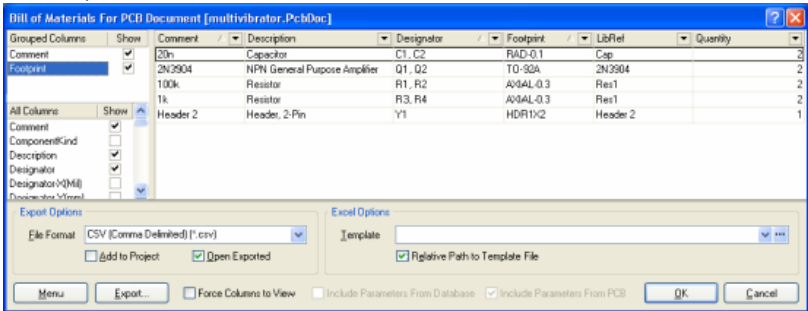 Bill of Materials For PCB Document [multivibrator.PcbDoc]
Grouped Columns Show Comment Description Designator Footprint LibRef Quantity
Comment 20n Capacitor C1, C2 RAD-0.1 Cap 2
Footprint 2N3904 NPN General Purpose Amplifier Q1, Q2 TO-92A 2N3904 2
100k Resistor R1, R2 AXIAL-0.3 Res1 2
1k Resistor R3, R4 AXIAL-0.3 Res1 2
All Columns Show Header 2 Header, 2-Pin Y1 HDR1X2 Header 2 1
Comment
ComponentKind
Description
Designator
Designator-X(Mil)
Designator-Y(mm)
Export Options Excel Options
File Format CSV (Comma Delimited) (*.csv) Template
Add to Project Open Exported Relative Path to Template File
Menu Export... Force Columns to View Include Parameters From Database Include Parameters From PCB OK Cancel